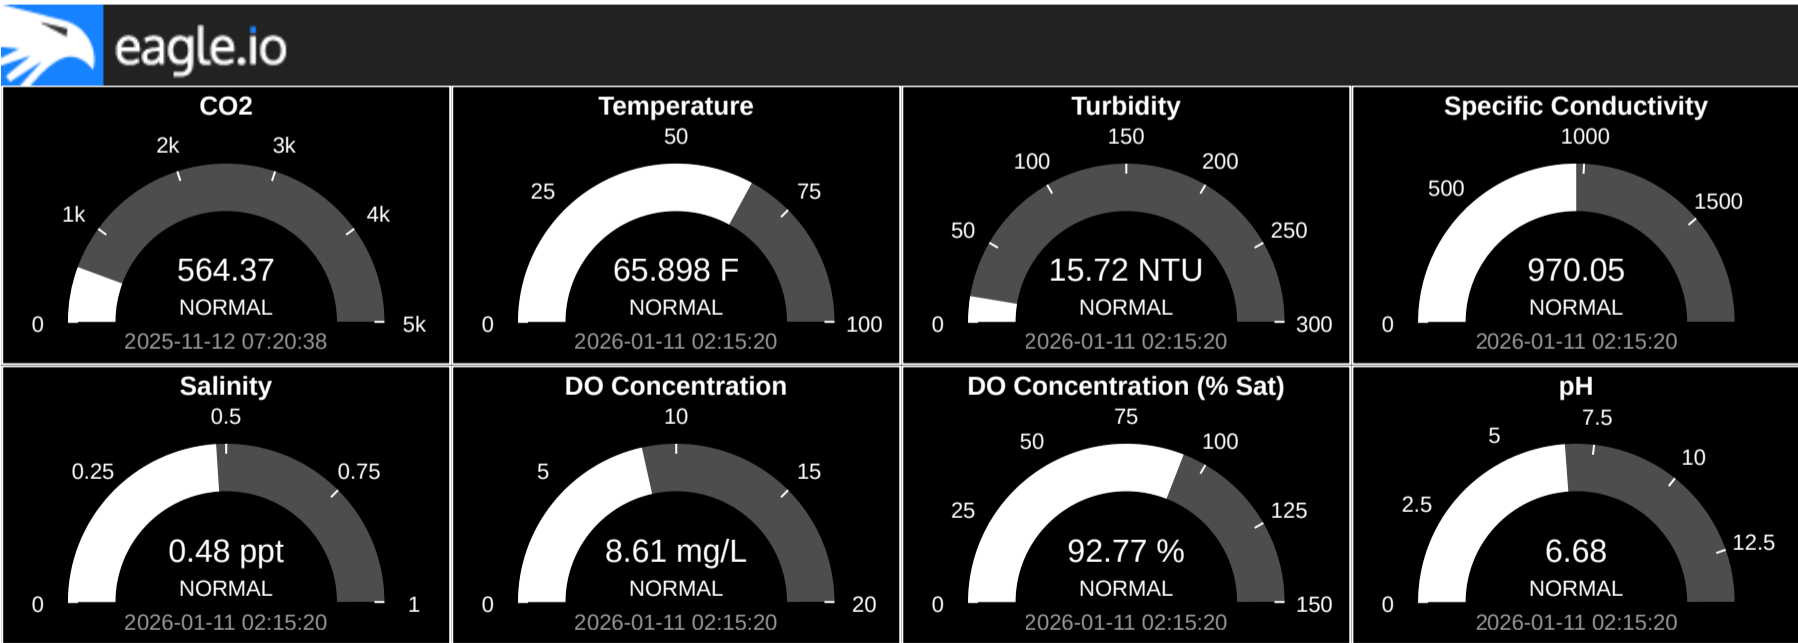 eagle.io
CO2
2k
3k
1k
4k
564.37
NORMAL
0
5k
2025-11-12 07:20:38
Temperature
50
25
75
65.898 F
NORMAL
0
100
2026-01-11 02:15:20
Turbidity
150
100
200
50
250
15.72 NTU
NORMAL
0
300
2026-01-11 02:15:20
Specific Conductivity
1000
500
1500
970.05
NORMAL
0
2026-01-11 02:15:20
Salinity
0.5
0.25
0.75
0.48 ppt
NORMAL
0
1
2026-01-11 02:15:20
DO Concentration
10
5
15
8.61 mg/L
NORMAL
0
20
2026-01-11 02:15:20
DO Concentration (% Sat)
75
50
100
25
125
92.77 %
NORMAL
0
150
2026-01-11 02:15:20
pH
7.5
5
10
2.5
12.5
6.68
NORMAL
0
2026-01-11 02:15:20